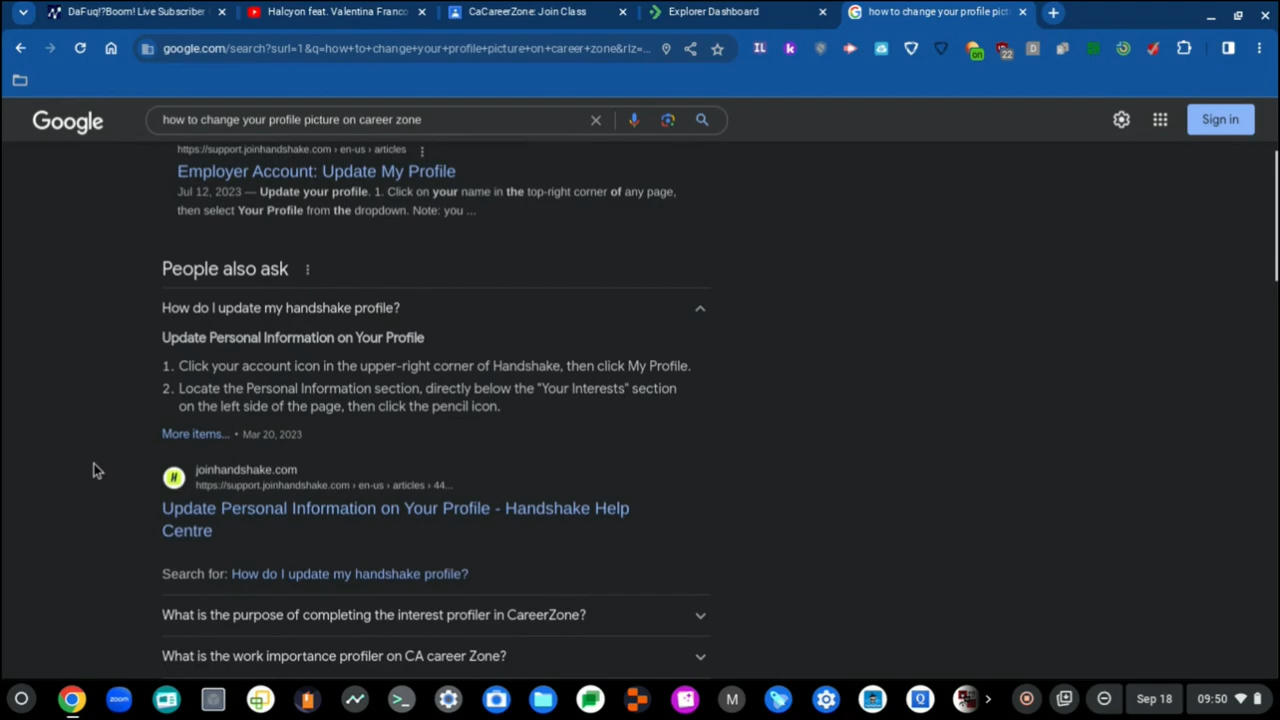 DaFuq!?Boom! Live Subscriber
Halcyon feat. Valentina Franco
CaCareerZone: Join Class
Explorer Dashboard
how to change your profile pict
google.com/search?surl=1&q=how+to+change+your+profile+picture+on+career+zone&rlz=...
IL
k
on
22
D
Google
how to change your profile picture on career zone
Sign in
https://support.joinhandshake.com › en-us › articles
Employer Account: Update My Profile
Jul 12, 2023 — Update your profile. 1. Click on your name in the top-right corner of any page,
then select Your Profile from the dropdown. Note: you ...
People also ask
How do I update my handshake profile?
Update Personal Information on Your Profile
1. Click your account icon in the upper-right corner of Handshake, then click My Profile.
2. Locate the Personal Information section, directly below the "Your Interests" section
on the left side of the page, then click the pencil icon.
More items... • Mar 20, 2023
H
joinhandshake.com
https://support.joinhandshake.com › en-us › articles › 44...
Update Personal Information on Your Profile - Handshake Help
Centre
Search for: How do I update my handshake profile?
What is the purpose of completing the interest profiler in CareerZone?
What is the work importance profiler on CA career Zone?
zoom
M
Q
Sep 18
09:50